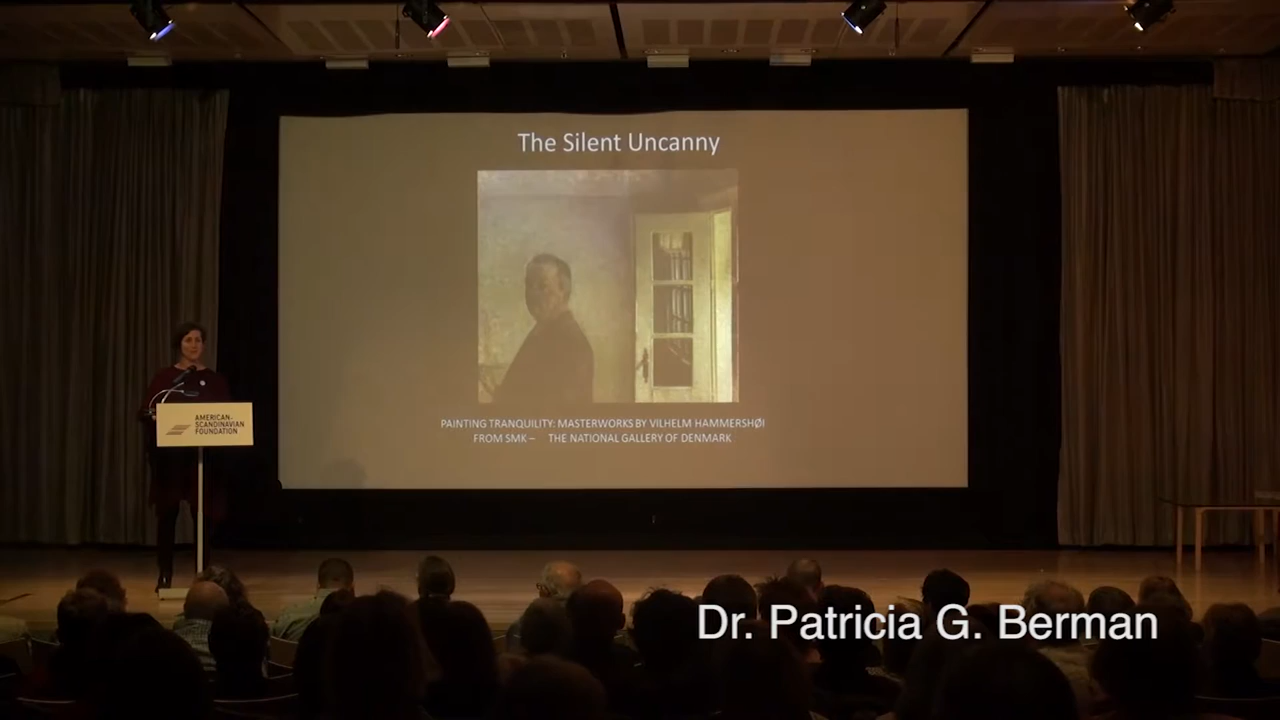 The Silent Uncanny
PAINTING TRANQUILITY: MASTERWORKS BY VILHELM HAMMERSHØI
FROM SMK – THE NATIONAL GALLERY OF DENMARK
AMERICAN-
SCANDINAVIAN
FOUNDATION
Dr. Patricia G. Berman